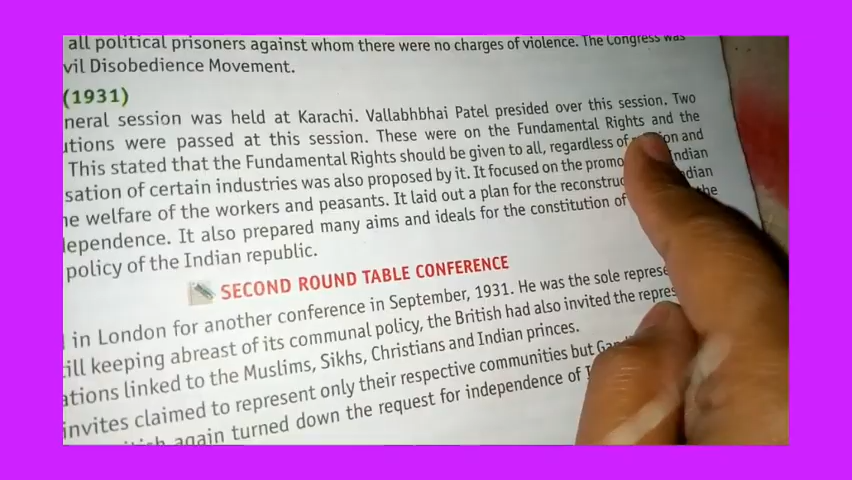 all political prisoners against whom there were no charges of violence. The Congress was
vil Disobedience Movement.
(1931)
neral session was held at Karachi. Vallabhbhai Patel presided over this session. Two
utions were passed at this session. These were on the Fundamental Rights and the
This stated that the Fundamental Rights should be given to all, regardless of and
sation of certain industries was also proposed by it. It focused on the promo Indian
he welfare of the workers and peasants. It laid out a plan for the reconstruc dian
dependence. It also prepared many aims and ideals for the constitution of the
policy of the Indian republic.
SECOND ROUND TABLE CONFERENCE
in London for another conference in September, 1931. He was the sole represe
ill keeping abreast of its communal policy, the British had also invited the repres
ations linked to the Muslims, Sikhs, Christians and Indian princes.
invites claimed to represent only their respective communities but Gan
again turned down the request for independence of